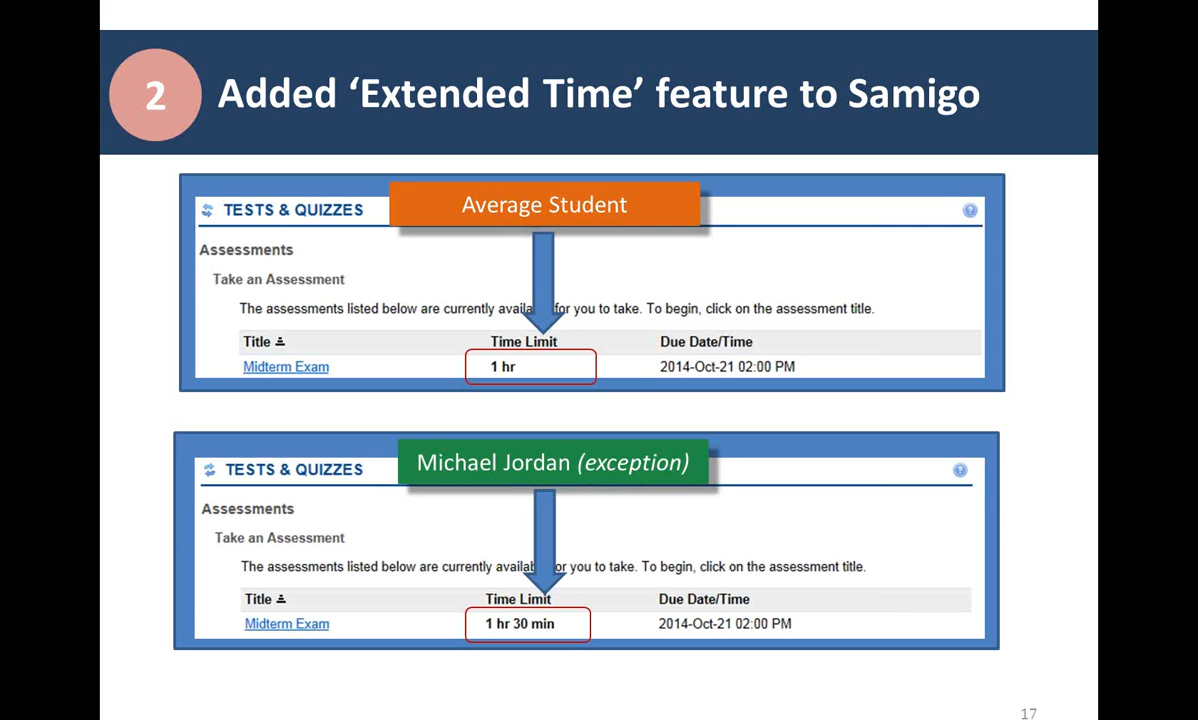 2 Added ‘Extended Time’ feature to Samigo
Average Student
TESTS & QUIZZES
Assessments
Take an Assessment
The assessments listed below are currently for you to take. To begin, click on the assessment title.
Title Time Limit Due Date/Time
Midterm Exam 1 hr 2014-Oct-21 02:00 PM
Michael Jordan (exception)
TESTS & QUIZZES
Assessments
Take an Assessment
The assessments listed below are currently you to take. To begin, click on the assessment title.
Title Time Limit Due Date/Time
Midterm Exam 1 hr 30 min 2014-Oct-21 02:00 PM
17